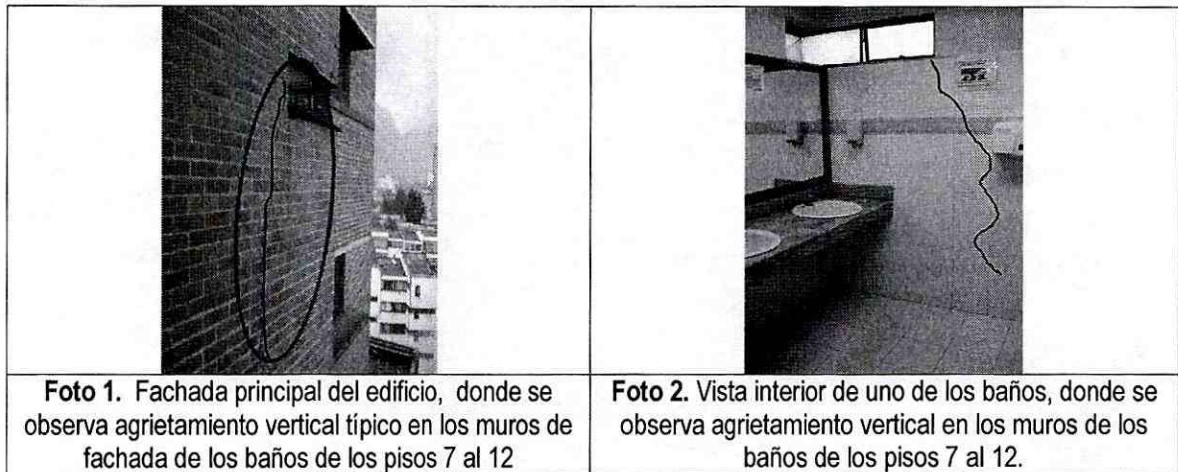 Foto 1. Fachada principal del edificio, donde se
observa agrietamiento vertical típico en los muros de
fachada de los baños de los pisos 7 al 12
Foto 2. Vista interior de uno de los baños, donde se
observa agrietamiento vertical en los muros de los
baños de los pisos 7 al 12.